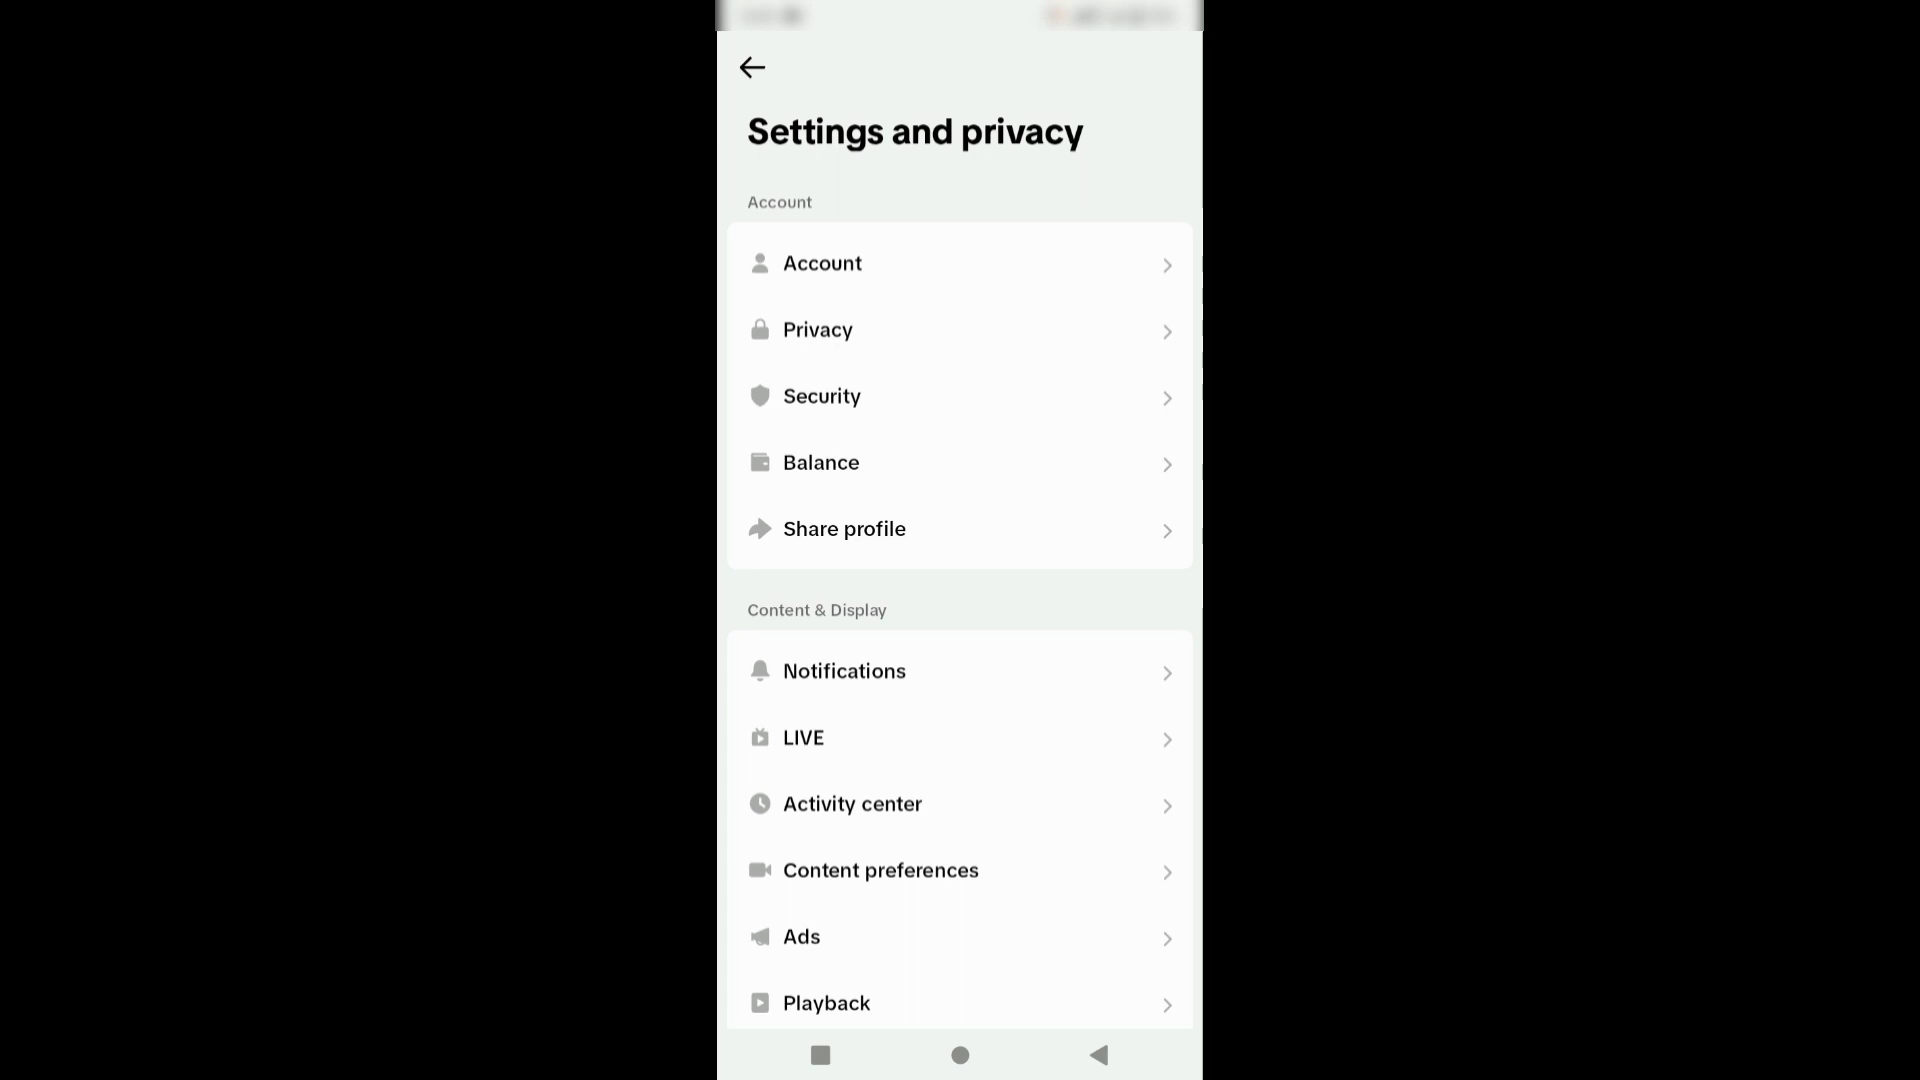 Settings and privacy
Account
Account
Privacy
Security
Balance
Share profile
Content & Display
Notifications
LIVE
Activity center
Content preferences
Ads
Playback